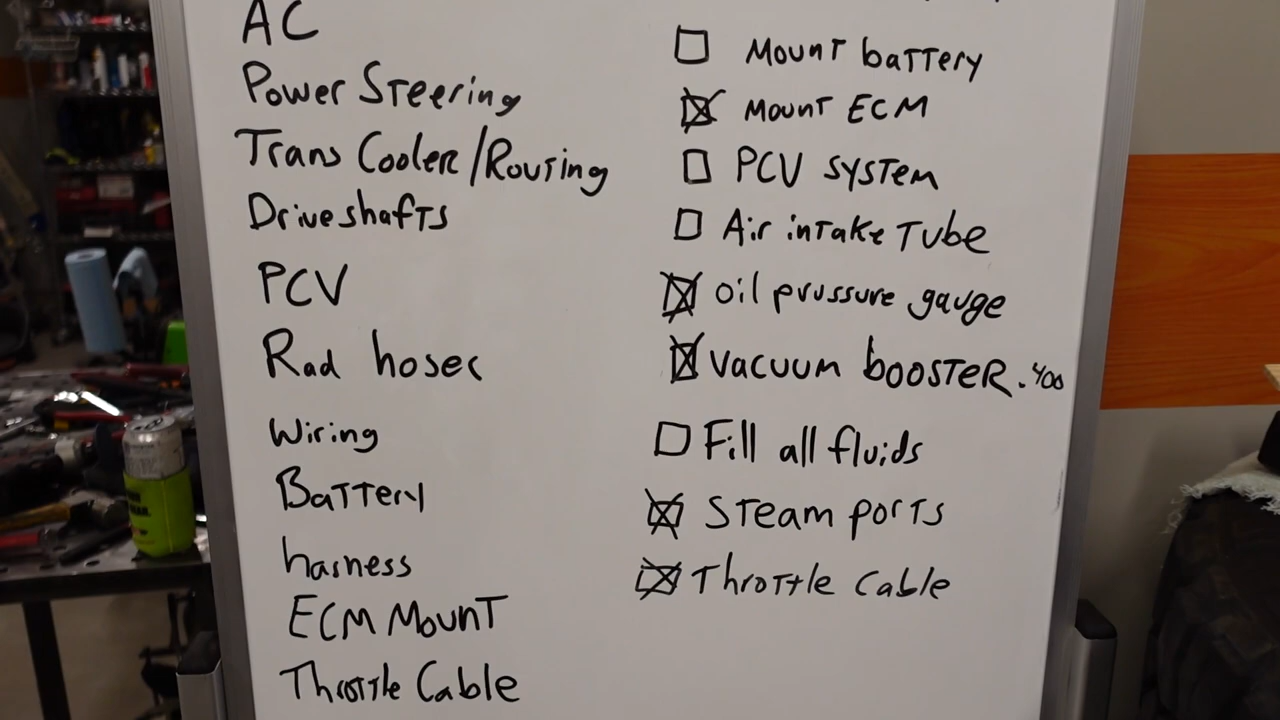 AC
Power Steering
Trans Cooler/Routing
Driveshafts
PCV
Rad hoses
Wiring
Battery
harness
ECM Mount
Throttle Cable
Mount battery
Mount ECM
PCV system
Air intake Tube
oil prussure gauge
Vacuum booster .400
Fill all fluids
Steam ports
Throttle Cable